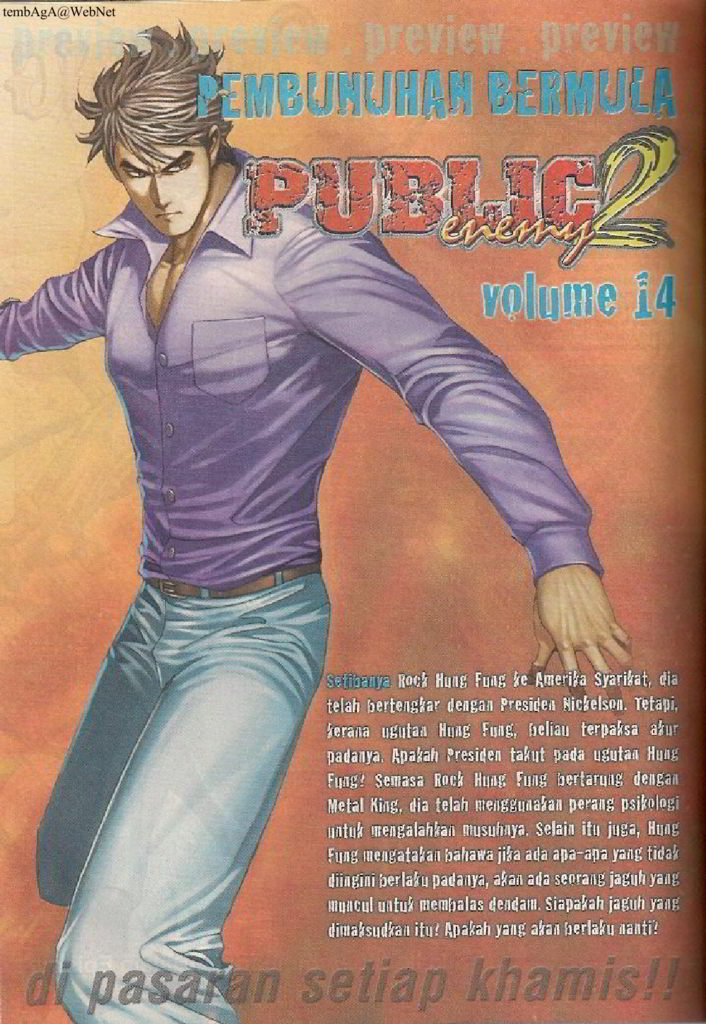 tembAgA@WebNet
preview . preview . preview . preview
PEMBUNUHAN BERMULA
PUBLIC
enemy 2
volume 14
Setibanya Rock Hung Fung ke Amerika Syarikat, dia
telah bertengkar dengan Presiden Nickelson. Tetapi,
kerana ugutan Hung Fung, beliau terpaksa akur
padanya. Apakah Presiden takut pada ugutan Hung
Fung? Semasa Rock Hung Fung bertarung dengan
Metal King, dia telah menggunakan perang psikologi
untuk mengalahkan musuhnya. Selain itu juga, Hung
Fung mengatakan bahawa jika ada apa-apa yang tidak
diingini berlaku padanya, akan ada seorang jaguh yang
muncul untuk membalas dendam. Siapakah jaguh yang
dimaksudkan itu? Apakah yang akan berlaku nanti?
di pasaran setiap khamis!!